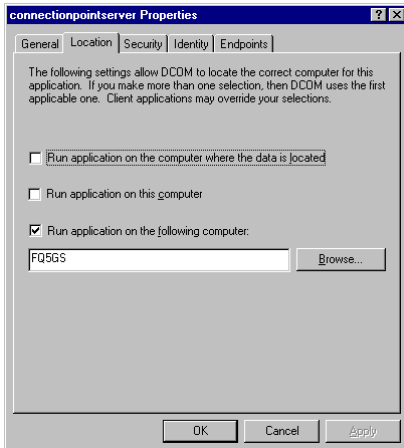 connectionpointserver Properties
General Location Security Identity Endpoints
The following settings allow DCOM to locate the correct computer for this
application. If you make more than one selection, then DCOM uses the first
applicable one. Client applications may override your selections.
Run application on the computer where the data is located
Run application on this computer
Run application on the following computer:
FQ5GS
Browse...
OK Cancel Apply